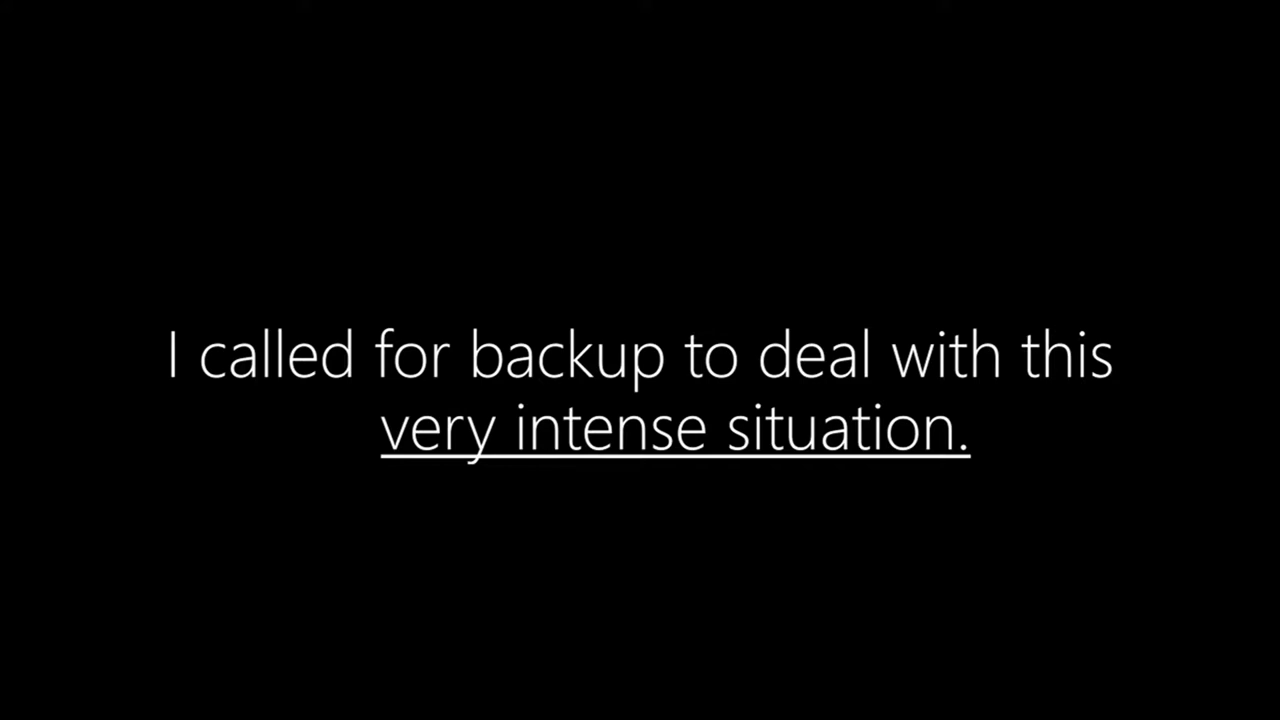 I called for backup to deal with this
very intense situation.